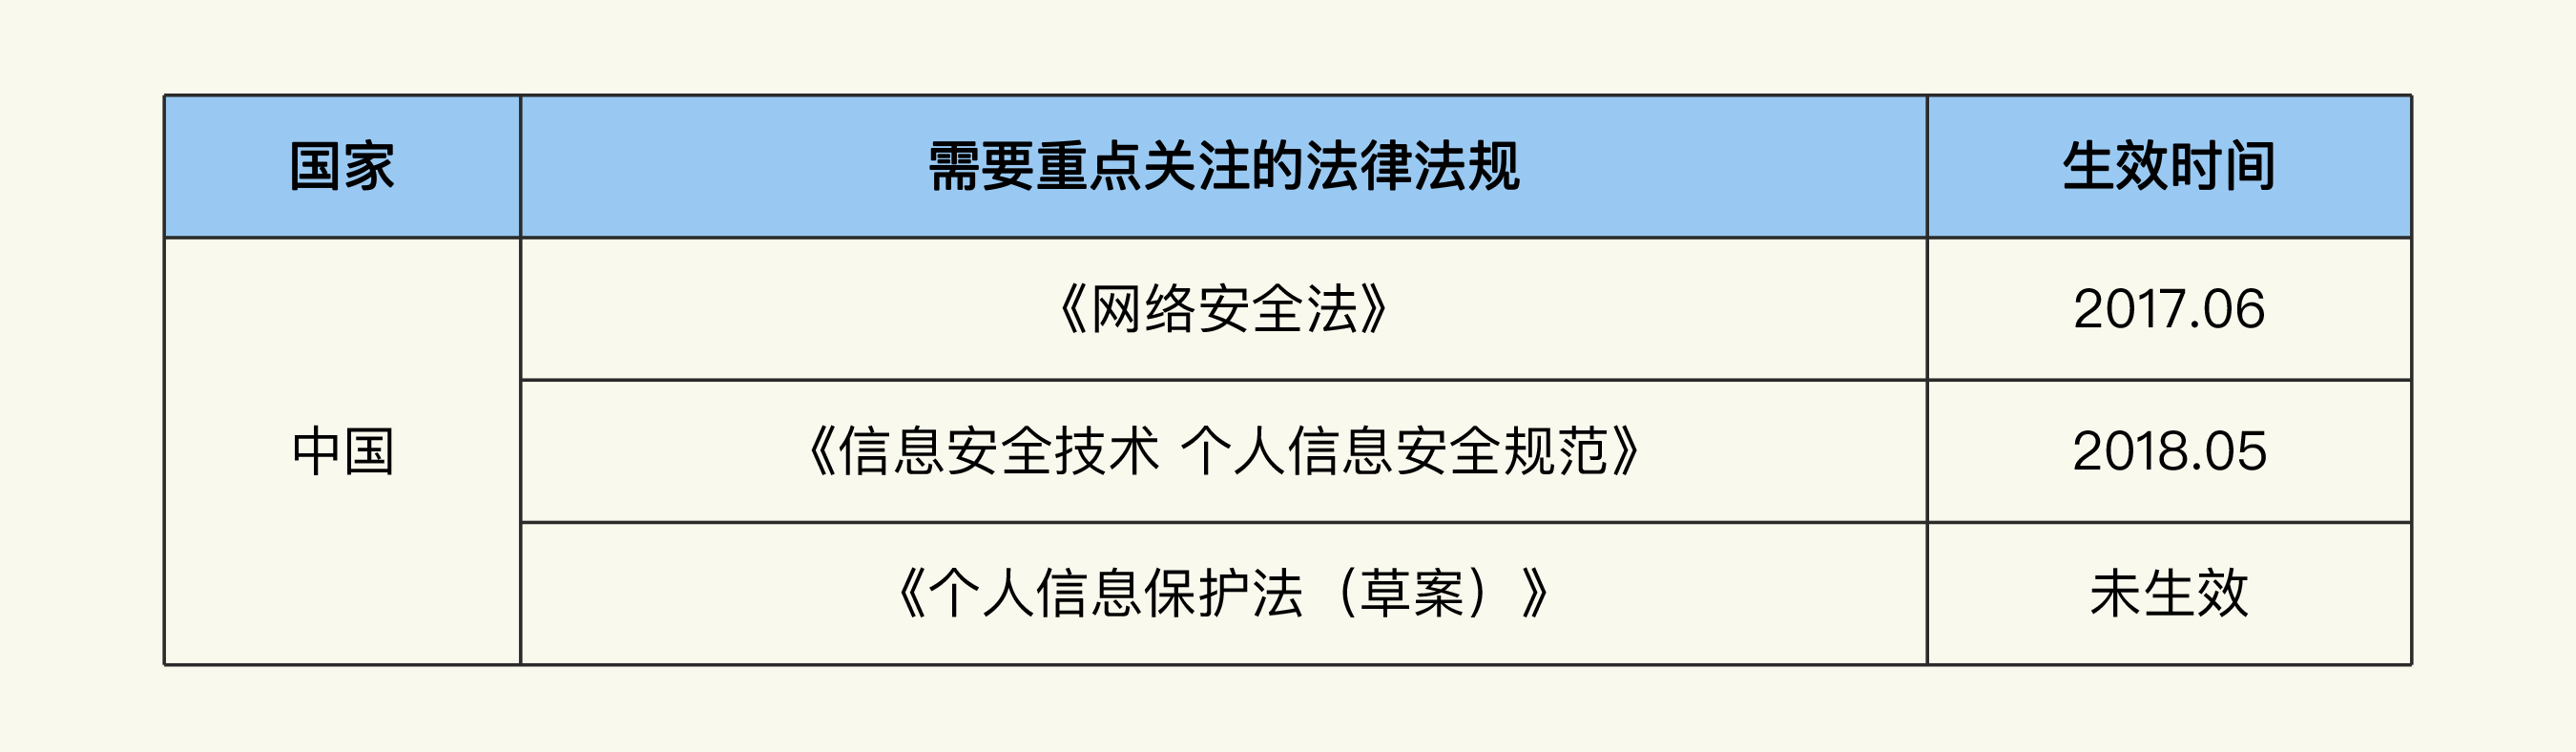 国家 需要重点关注的法律法规 生效时间
《网络安全法》 2017.06
中国 《信息安全技术 个人信息安全规范》 2018.05
《个人信息保护法（草案）》 未生效